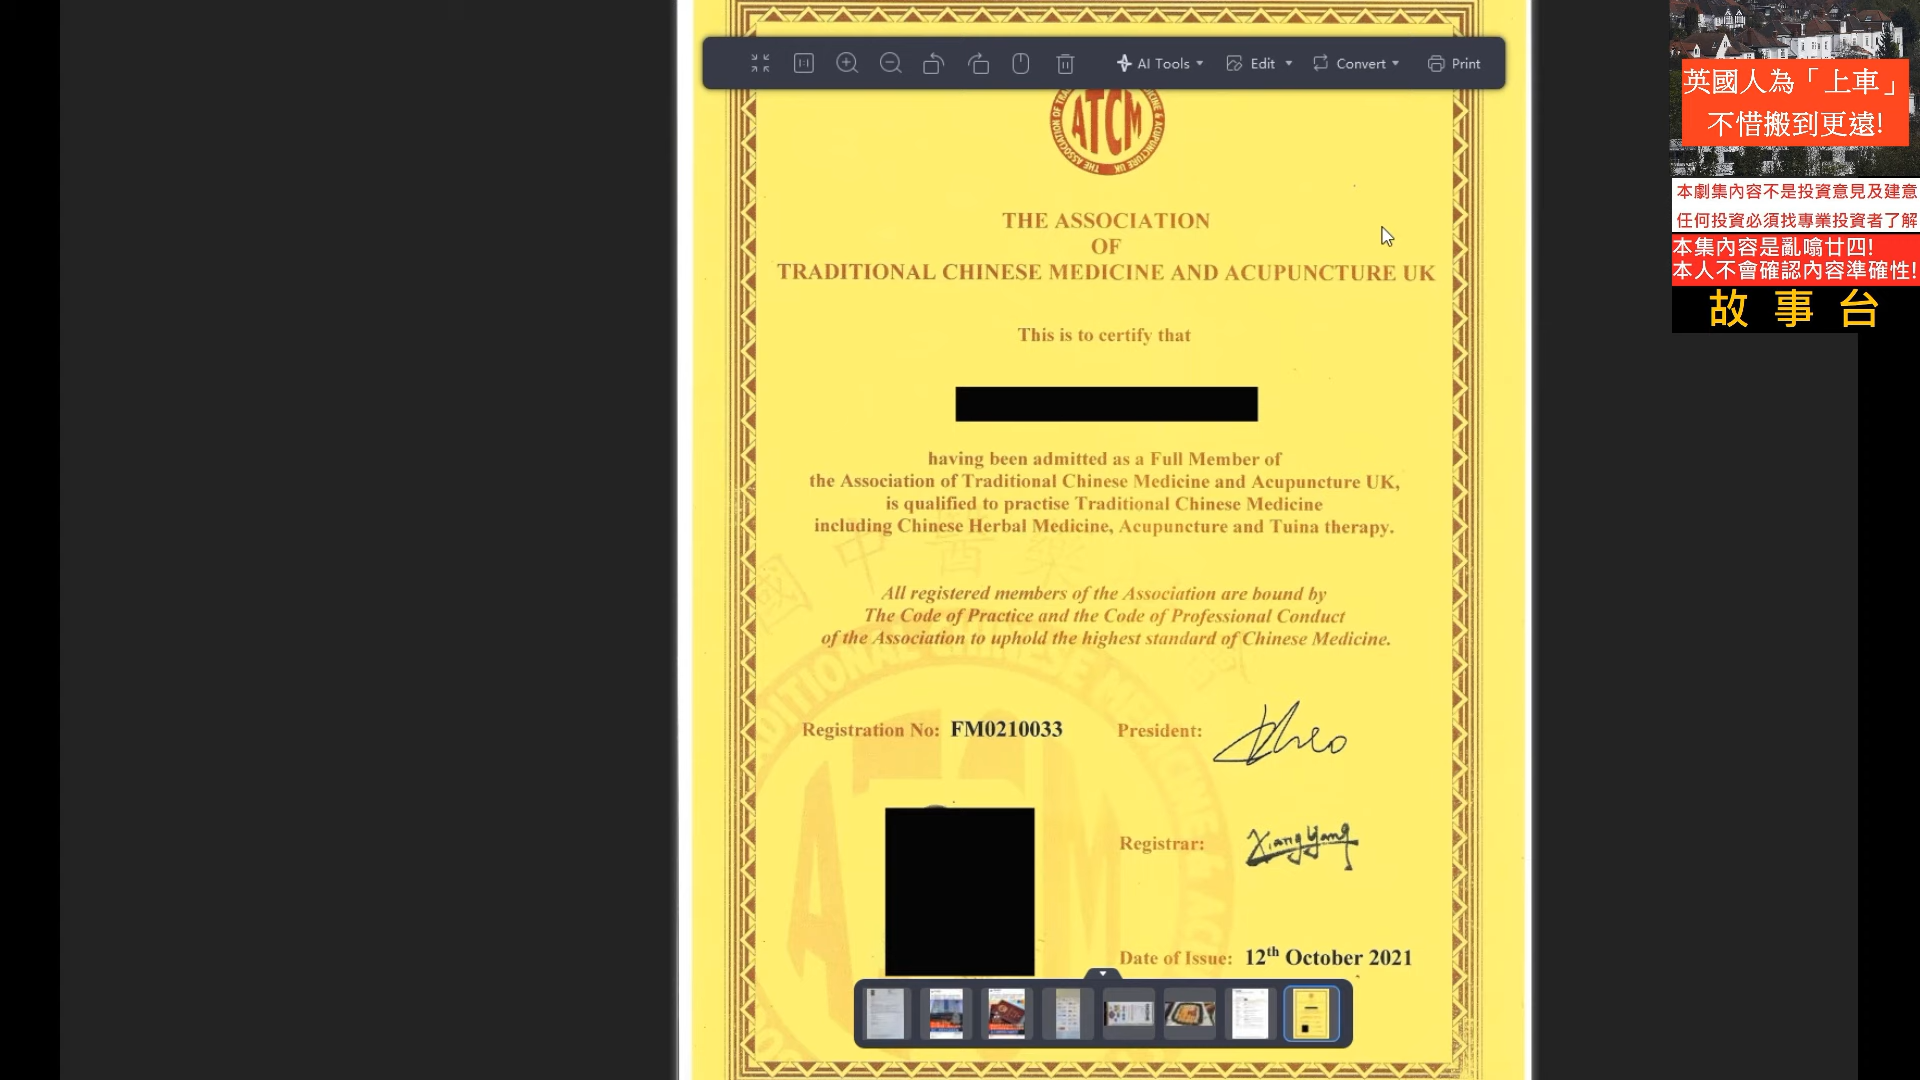 AI Tools
Edit
Convert
Print
ATCM
THE ASSOCIATION
OF
TRADITIONAL CHINESE MEDICINE AND ACUPUNCTURE UK
This is to certify that
having been admitted as a Full Member of
the Association of Traditional Chinese Medicine and Acupuncture UK,
is qualified to practise Traditional Chinese Medicine
including Chinese Herbal Medicine, Acupuncture and Tuina therapy.
All registered members of the Association are bound by
The Code of Practice and the Code of Professional Conduct
of the Association to uphold the highest standard of Chinese Medicine.
Registration No: FM0210033
President:
Registrar: Xiang Yang
Date of Issue: 12th October 2021
英國人為「上車」
不惜搬到更遠!
本劇集內容不是投資意見及建意
任何投資必須找專業投資者了解
本集內容是亂噏廿四!
本人不會確認內容準確性!
故事台